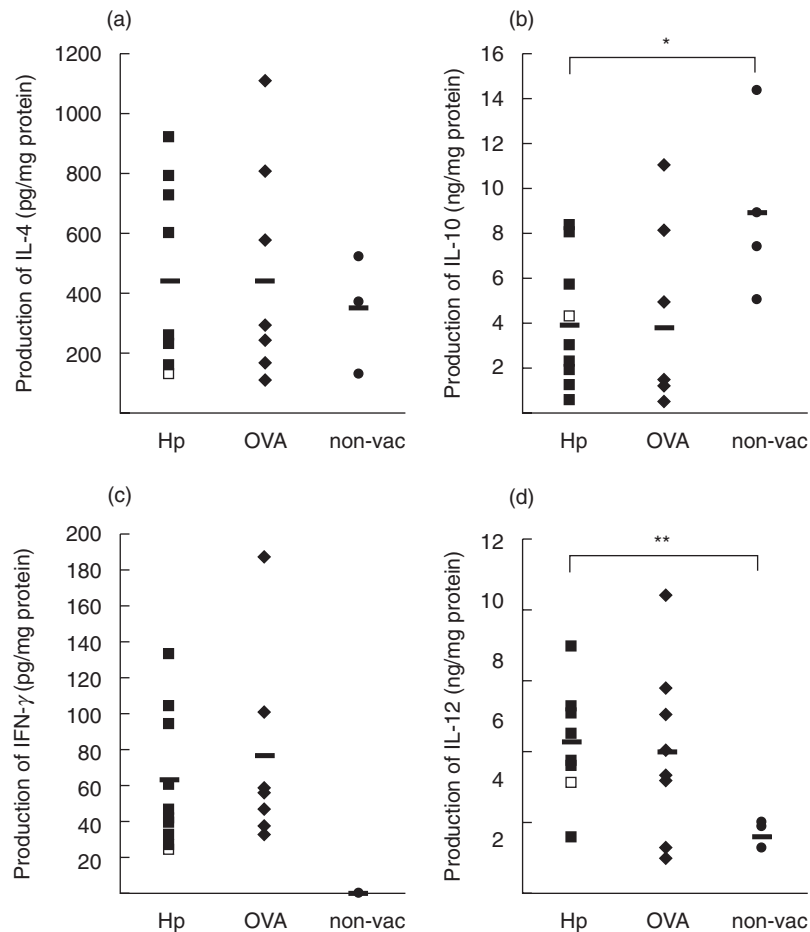 (a)
Production of IL-4 (pg/mg protein)
1200
1000
800
600
400
200
Hp OVA non-vac
(b)
Production of IL-10 (ng/mg protein)
16
14
12
10
8
6
4
2
*
Hp OVA non-vac
(c)
Production of IFN-γ (pg/mg protein)
200
180
160
140
120
100
80
60
40
20
Hp OVA non-vac
(d)
Production of IL-12 (ng/mg protein)
12
10
8
6
4
2
**
Hp OVA non-vac